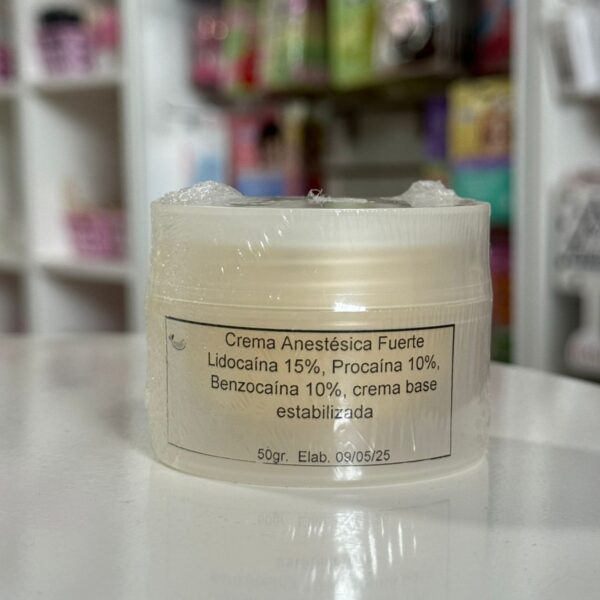 Crema Anestésica Fuerte
Lidocaína 15%, Procaína 10%,
Benzocaína 10%, crema base
estabilizada
50gr. Elab. 09/05/25